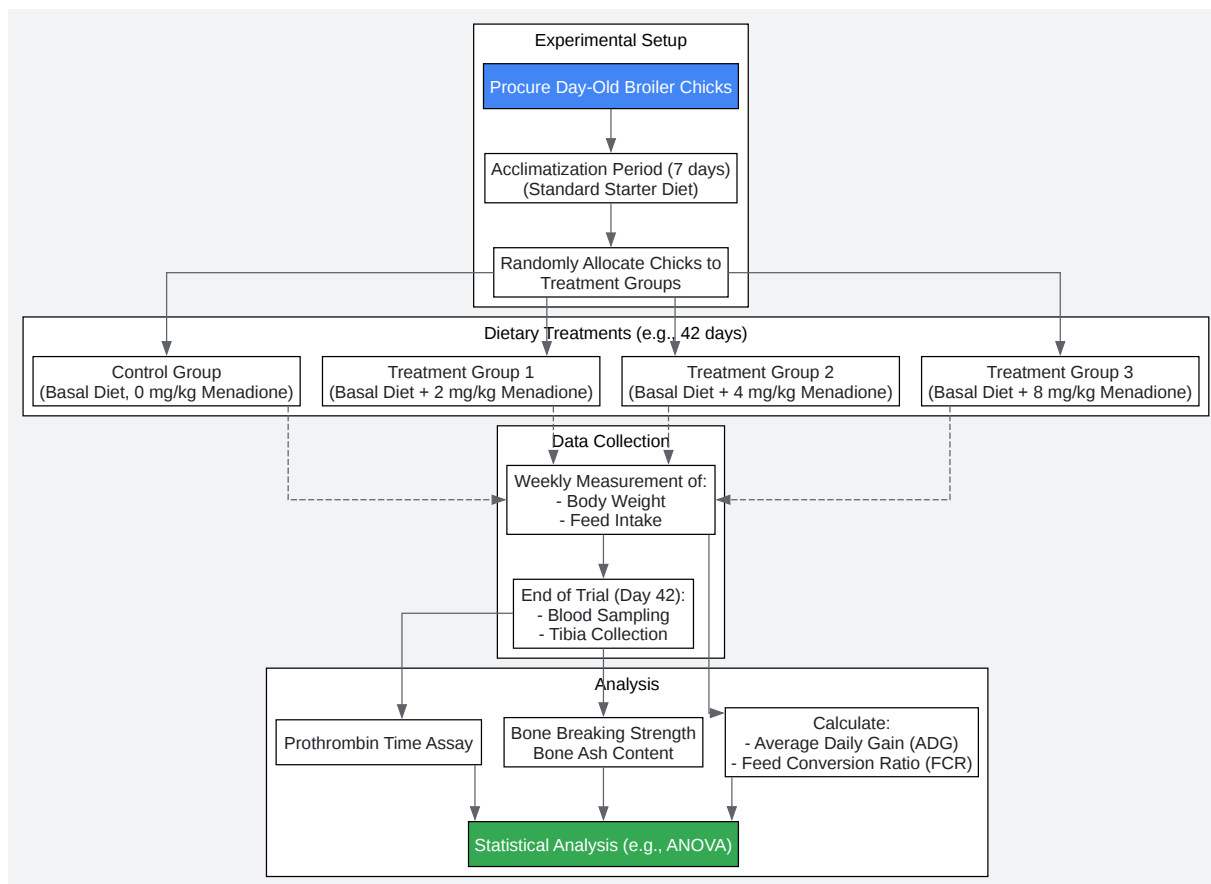 Experimental Setup
Procure Day-Old Broiler Chicks
Acclimatization Period (7 days)
(Standard Starter Diet)
Randomly Allocate Chicks to
Treatment Groups
Dietary Treatments (e.g., 42 days)
Control Group
(Basal Diet, 0 mg/kg Menadione)
Treatment Group 1
(Basal Diet + 2 mg/kg Menadione)
Treatment Group 2
(Basal Diet + 4 mg/kg Menadione)
Treatment Group 3
(Basal Diet + 8 mg/kg Menadione)
Data Collection
Weekly Measurement of:
- Body Weight
- Feed Intake
End of Trial (Day 42):
- Blood Sampling
- Tibia Collection
Analysis
Prothrombin Time Assay
Bone Breaking Strength
Bone Ash Content
Calculate:
- Average Daily Gain (ADG)
- Feed Conversion Ratio (FCR)
Statistical Analysis (e.g., ANOVA)